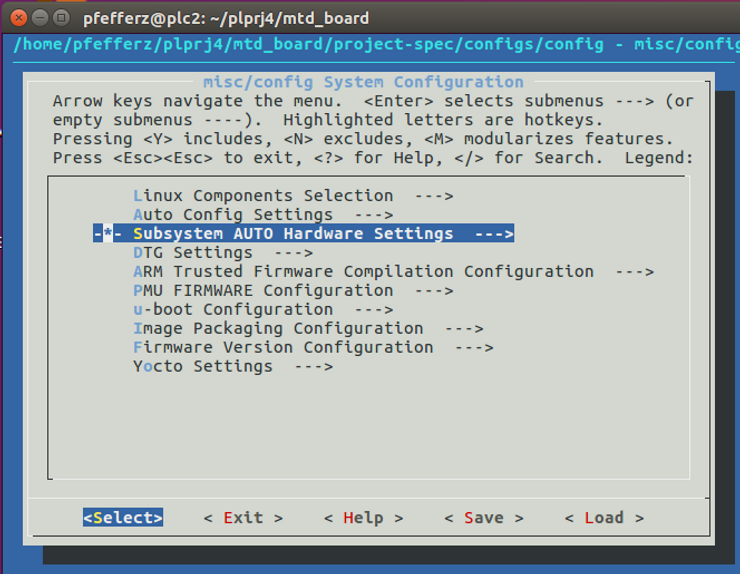 pfefferz@plc2: ~/plprj4/mtd_board
/home/pfefferz/plprj4/mtd_board/project-spec/configs/config - misc/config
misc/config System Configuration
Arrow keys navigate the menu. <Enter> selects submenus ---> (or
empty submenus ----). Highlighted letters are hotkeys.
Pressing <Y> includes, <N> excludes, <M> modularizes features.
Press <Esc><Esc> to exit, <?> for Help, </> for Search. Legend:
Linux Components Selection --->
Auto Config Settings --->
-*- Subsystem AUTO Hardware Settings --->
DTG Settings --->
ARM Trusted Firmware Compilation Configuration --->
PMU FIRMWARE Configuration --->
u-boot Configuration --->
Image Packaging Configuration --->
Firmware Version Configuration --->
Yocto Settings --->
<Select> < Exit > < Help > < Save > < Load >